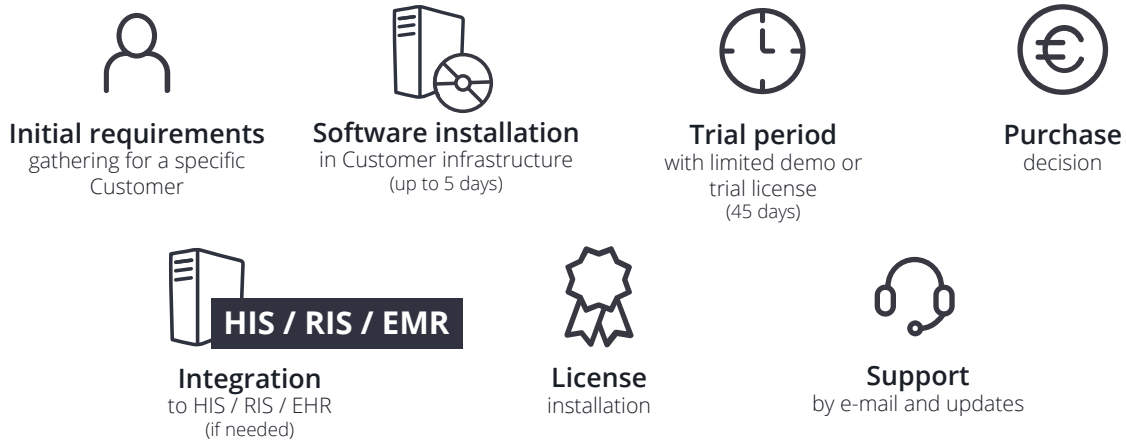 Initial requirements
gathering for a specific
Customer
Software installation
in Customer infrastructure
(up to 5 days)
Trial period
with limited demo or
trial license
(45 days)
Purchase
decision
HIS / RIS / EMR
Integration
to HIS / RIS / EHR
(if needed)
License
installation
Support
by e-mail and updates